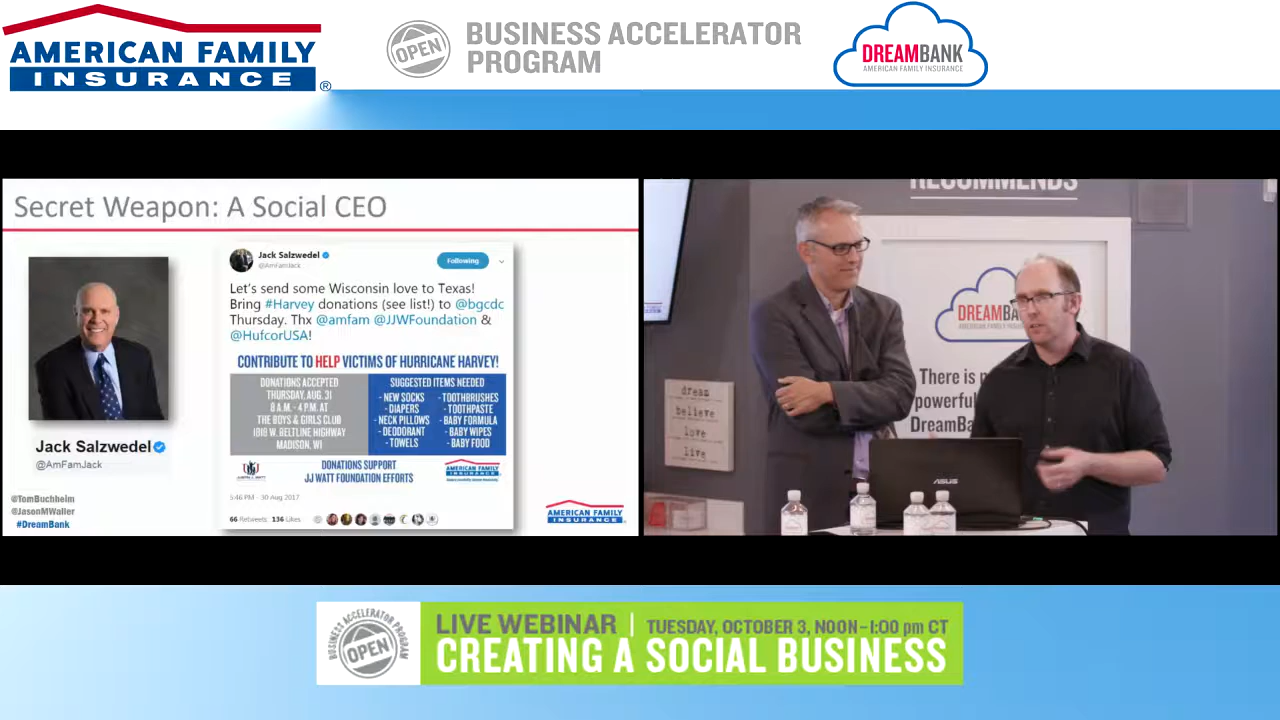 AMERICAN FAMILY
INSURANCE ®
OPEN
BUSINESS ACCELERATOR
PROGRAM
DREAMBANK
AMERICAN FAMILY INSURANCE
Secret Weapon: A Social CEO
Jack Salzwedel
@AmFamJack
@TomBuchheim
@JasonMWaller
#DreamBank
Jack Salzwedel
@AmFamJack
Following
Let's send some Wisconsin love to Texas!
Bring #Harvey donations (see list!) to @bgcdc
Thursday. Thx @amfam @JJWFoundation &
@HufcorUSA!
CONTRIBUTE TO HELP VICTIMS OF HURRICANE HARVEY!
DONATIONS ACCEPTED
THURSDAY, AUG. 31
8 A.M. - 4 P.M. AT
THE BOYS & GIRLS CLUB
1818 W. BELTLINE HIGHWAY
MADISON, WI
SUGGESTED ITEMS NEEDED
- NEW SOCKS
- DIAPERS
- NECK PILLOWS
- DEODORANT
- TOWELS
- TOOTHBRUSHES
- TOOTHPASTE
- BABY FORMULA
- BABY WIPES
- BABY FOOD
DONATIONS SUPPORT
JJ WATT FOUNDATION EFFORTS
AMERICAN FAMILY
INSURANCE
5:46 PM - 30 Aug 2017
66 Retweets 136 Likes
AMERICAN FAMILY
INSURANCE
RECOMMENDS
DREAMBAN
AMERICAN FAMILY INSU
There is
powerful
DreamBa
dream
believe
love
live
ASUS
BUSINESS ACCELERATOR PROGRAM
OPEN
LIVE WEBINAR | TUESDAY, OCTOBER 3, NOON–1:00 pm CT
CREATING A SOCIAL BUSINESS